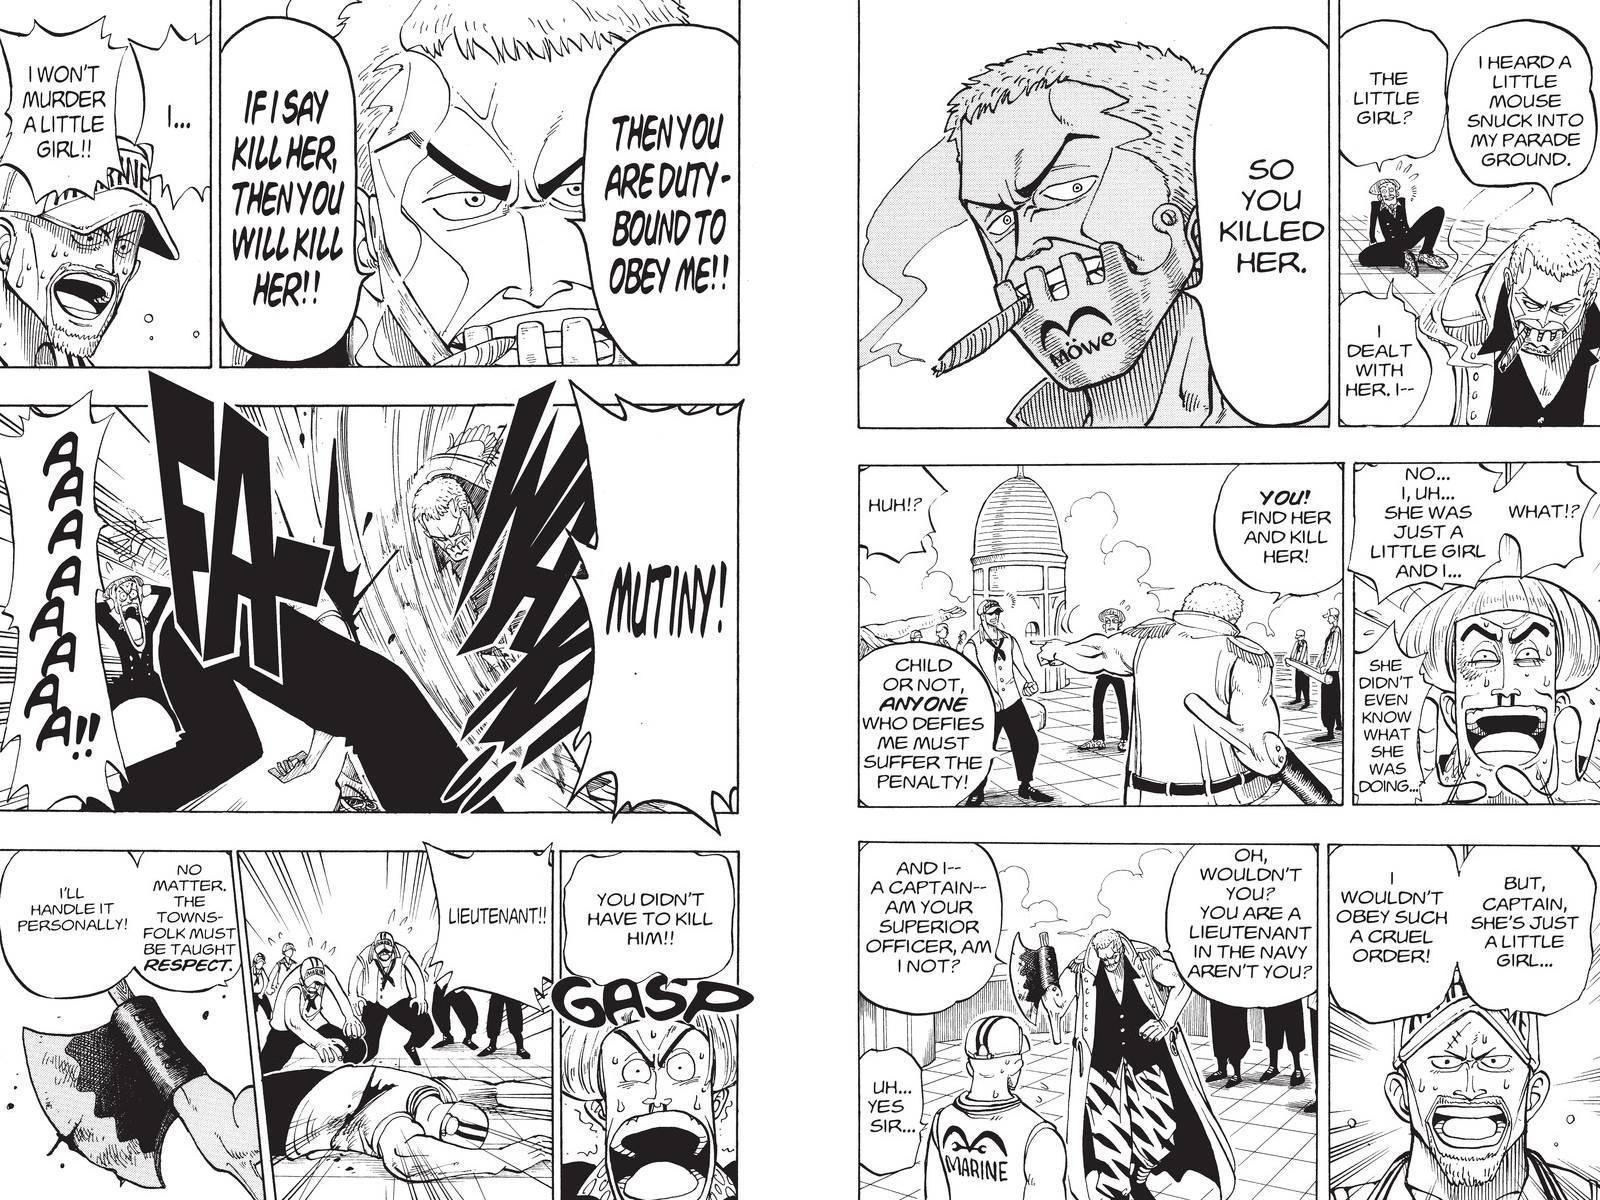 I HEARD A
LITTLE
MOUSE
SNUCK INTO
MY PARADE
GROUND.
THE
LITTLE
GIRL?
I
DEALT
WITH
HER. I--
SO
YOU
KILLED
HER.
MÖWE
WHAT!?
NO...
I, UH...
SHE WAS
JUST A
LITTLE GIRL
AND I...
SHE
DIDN'T
EVEN
KNOW
WHAT
SHE
WAS
DOING...
YOU!
FIND HER
AND KILL
HER!
HUH!?
CHILD
OR NOT,
ANYONE
WHO DEFIES
ME MUST
SUFFER THE
PENALTY!
BUT,
CAPTAIN,
SHE'S JUST
A LITTLE
GIRL...
I
WOULDN'T
OBEY SUCH
A CRUEL
ORDER!
OH,
WOULDN'T
YOU?
YOU ARE A
LIEUTENANT
IN THE NAVY
AREN'T YOU?
AND I--
A CAPTAIN--
AM YOUR
SUPERIOR
OFFICER, AM
I NOT?
UH...
YES
SIR...
MARINE
THEN YOU
ARE DUTY-
BOUND TO
OBEY ME!!
IF I SAY
KILL HER,
THEN YOU
WILL KILL
HER!!
I...
I WON'T
MURDER
A LITTLE
GIRL!!
MUTINY!
WHAM
FA-
AAAAAAA!!
YOU DIDN'T
HAVE TO KILL
HIM!!
GASP
LIEUTENANT!!
NO
MATTER.
THE
TOWNS-
FOLK MUST
BE TAUGHT
RESPECT.
I'LL
HANDLE IT
PERSONALLY!